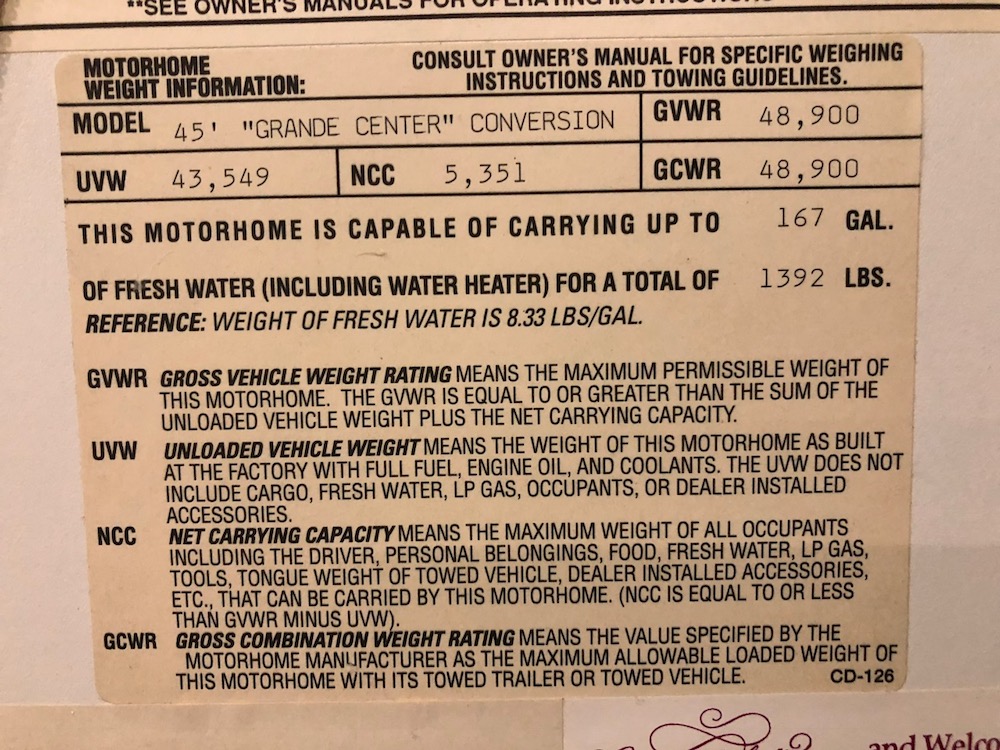 **SEE OWNER'S MANUALS FOR OPERATING INSTRUCTIONS
MOTORHOME
WEIGHT INFORMATION:
CONSULT OWNER'S MANUAL FOR SPECIFIC WEIGHING
INSTRUCTIONS AND TOWING GUIDELINES.
MODEL 45' "GRANDE CENTER" CONVERSION
GVWR 48,900
UVW 43,549
NCC 5,351
GCWR 48,900
THIS MOTORHOME IS CAPABLE OF CARRYING UP TO 167 GAL.
OF FRESH WATER (INCLUDING WATER HEATER) FOR A TOTAL OF 1392 LBS.
REFERENCE: WEIGHT OF FRESH WATER IS 8.33 LBS/GAL.
GVWR GROSS VEHICLE WEIGHT RATING MEANS THE MAXIMUM PERMISSIBLE WEIGHT OF
THIS MOTORHOME. THE GVWR IS EQUAL TO OR GREATER THAN THE SUM OF THE
UNLOADED VEHICLE WEIGHT PLUS THE NET CARRYING CAPACITY.
UVW UNLOADED VEHICLE WEIGHT MEANS THE WEIGHT OF THIS MOTORHOME AS BUILT
AT THE FACTORY WITH FULL FUEL, ENGINE OIL, AND COOLANTS. THE UVW DOES NOT
INCLUDE CARGO, FRESH WATER, LP GAS, OCCUPANTS, OR DEALER INSTALLED
ACCESSORIES.
NCC NET CARRYING CAPACITY MEANS THE MAXIMUM WEIGHT OF ALL OCCUPANTS
INCLUDING THE DRIVER, PERSONAL BELONGINGS, FOOD, FRESH WATER, LP GAS,
TOOLS, TONGUE WEIGHT OF TOWED VEHICLE, DEALER INSTALLED ACCESSORIES,
ETC., THAT CAN BE CARRIED BY THIS MOTORHOME. (NCC IS EQUAL TO OR LESS
THAN GVWR MINUS UVW).
GCWR GROSS COMBINATION WEIGHT RATING MEANS THE VALUE SPECIFIED BY THE
MOTORHOME MANUFACTURER AS THE MAXIMUM ALLOWABLE LOADED WEIGHT OF
THIS MOTORHOME WITH ITS TOWED TRAILER OR TOWED VEHICLE.
CD-126
and Welco